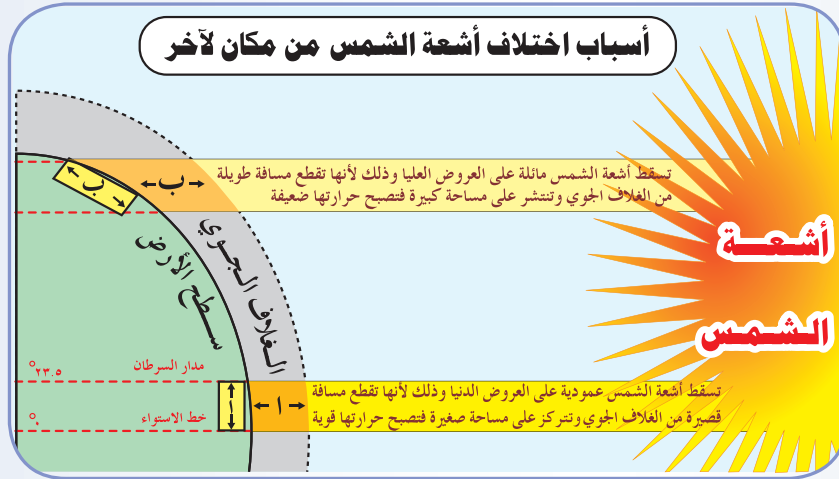 أسباب اختلاف أشعة الشمس من مكان لآخر
تسقط أشعة الشمس مائلة على العروض العليا وذلك لأنها تقطع مسافة طويلة
من الغلاف الجوي وتنتشر على مساحة كبيرة فتصبح حرارتها ضعيفة
ب
ب
أشعــة
الشمس
الغلاف الجوي
سطح الأرض
مدار السرطان
٢٣.٥°
تسقط أشعة الشمس عمودية على العروض الدنيا وذلك لأنها تقطع مسافة
قصيرة من الغلاف الجوي وتتركز على مساحة صغيرة فتصبح حرارتها قوية
ا
أ
خط الاستواء
٠°